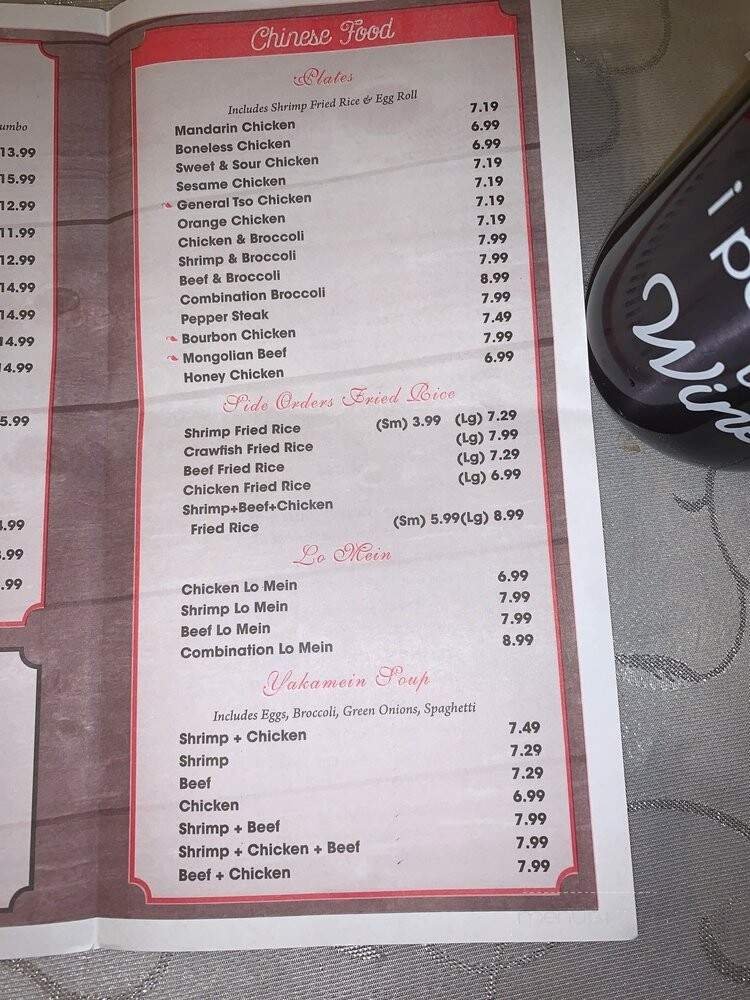 umbo
13.99
15.99
12.99
11.99
12.99
14.99
14.99
14.99
14.99
5.99
.99
.99
.99
Chinese Food
Plates
Includes Shrimp Fried Rice & Egg Roll
Mandarin Chicken 7.19
Boneless Chicken 6.99
Sweet & Sour Chicken 6.99
Sesame Chicken 7.19
General Tso Chicken 7.19
Orange Chicken 7.19
Chicken & Broccoli 7.19
Shrimp & Broccoli 7.99
Beef & Broccoli 7.99
Combination Broccoli 8.99
Pepper Steak 7.99
Bourbon Chicken 7.49
Mongolian Beef 7.99
Honey Chicken 6.99
Side Orders Fried Rice
Shrimp Fried Rice (Sm) 3.99 (Lg) 7.29
Crawfish Fried Rice (Lg) 7.99
Beef Fried Rice (Lg) 7.29
Chicken Fried Rice (Lg) 6.99
Shrimp+Beef+Chicken
Fried Rice (Sm) 5.99(Lg) 8.99
Lo Mein
Chicken Lo Mein 6.99
Shrimp Lo Mein 7.99
Beef Lo Mein 7.99
Combination Lo Mein 8.99
Yakamein Soup
Includes Eggs, Broccoli, Green Onions, Spaghetti
Shrimp + Chicken 7.49
Shrimp 7.29
Beef 7.29
Chicken 6.99
Shrimp + Beef 7.99
Shrimp + Chicken + Beef 7.99
Beef + Chicken 7.99
i p
Wine